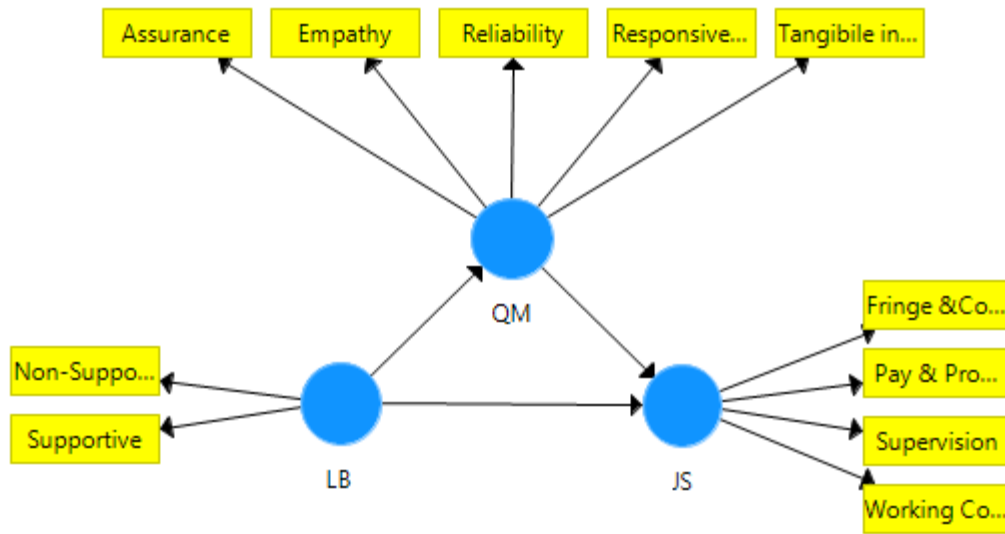 Assurance
Empathy
Reliability
Responsive...
Tangibile in...
QM
Fringe &Co...
Non-Suppo...
Pay & Pro...
Supportive
Supervision
LB
JS
Working Co...